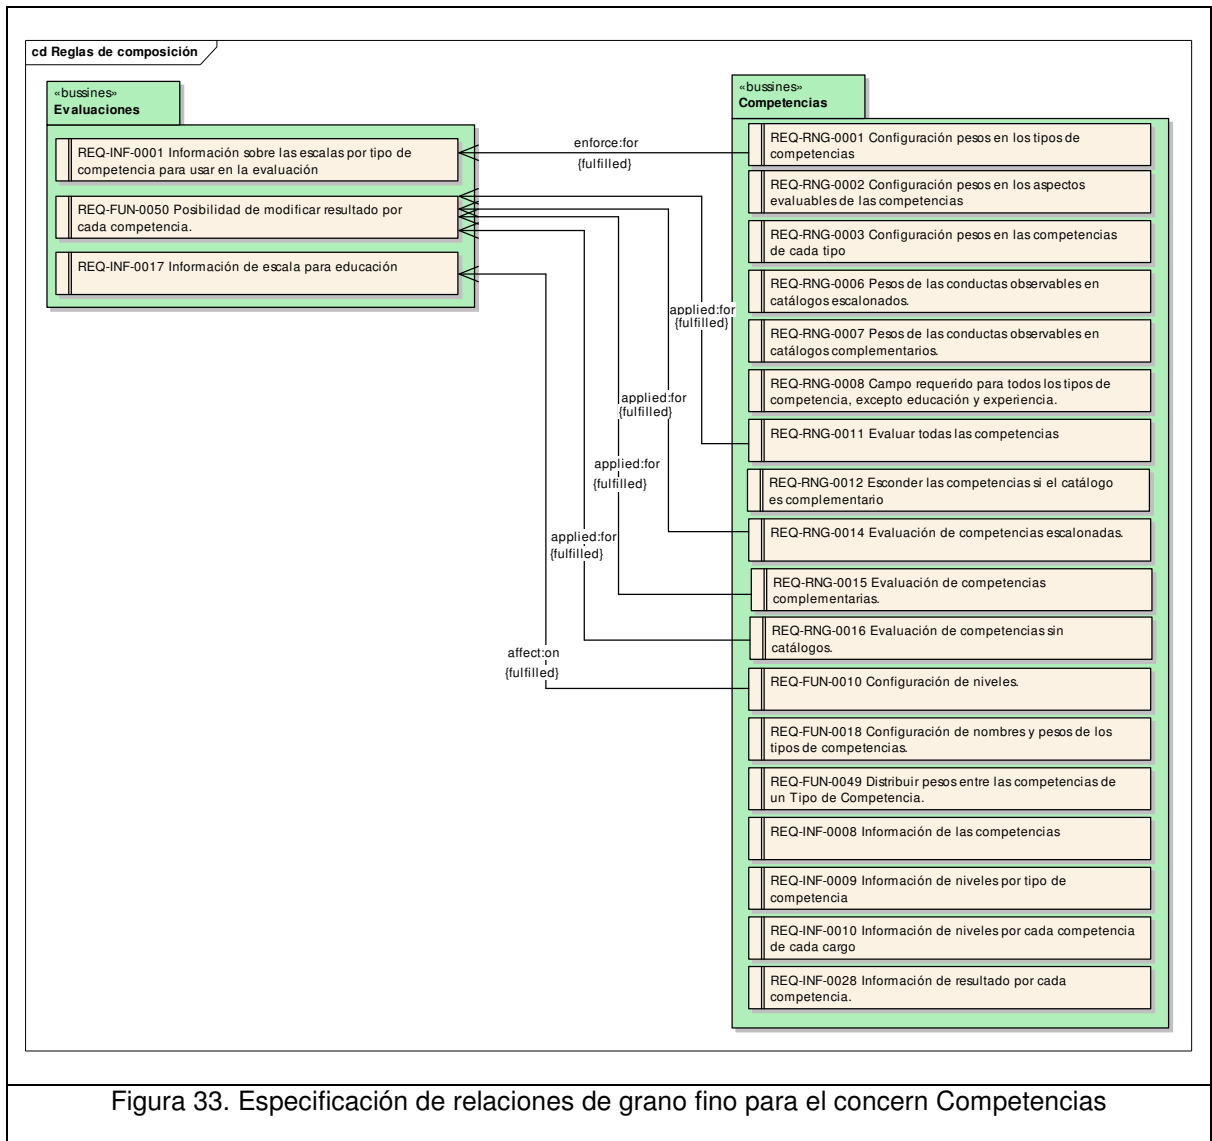 cd Reglas de composición
«bussines»
Evaluaciones
REQ-INF-0001 Información sobre las escalas por tipo de
competencia para usar en la evaluación
REQ-FUN-0050 Posibilidad de modificar resultado por
cada competencia.
REQ-INF-0017 Información de escala para educación
enforce:for
{fulfilled}
applied:for
{fulfilled}
applied:for
{fulfilled}
applied:for
{fulfilled}
applied:for
{fulfilled}
affect:on
{fulfilled}
«bussines»
Competencias
REQ-RNG-0001 Configuración pesos en los tipos de
competencias
REQ-RNG-0002 Configuración pesos en los aspectos
evaluables de las competencias
REQ-RNG-0003 Configuración pesos en las competencias
de cada tipo
REQ-RNG-0006 Pesos de las conductas observables en
catálogos escalonados.
REQ-RNG-0007 Pesos de las conductas observables en
catálogos complementarios.
REQ-RNG-0008 Campo requerido para todos los tipos de
competencia, excepto educación y experiencia.
REQ-RNG-0011 Evaluar todas las competencias
REQ-RNG-0012 Esconder las competencias si el catálogo
es complementario
REQ-RNG-0014 Evaluación de competencias escalonadas.
REQ-RNG-0015 Evaluación de competencias
complementarias.
REQ-RNG-0016 Evaluación de competencias sin
catálogos.
REQ-FUN-0010 Configuración de niveles.
REQ-FUN-0018 Configuración de nombres y pesos de los
tipos de competencias.
REQ-FUN-0049 Distribuir pesos entre las competencias de
un Tipo de Competencia.
REQ-INF-0008 Información de las competencias
REQ-INF-0009 Información de niveles por tipo de
competencia
REQ-INF-0010 Información de niveles por cada competencia
de cada cargo
REQ-INF-0028 Información de resultado por cada
competencia.
Figura 33. Especificación de relaciones de grano fino para el concern Competencias